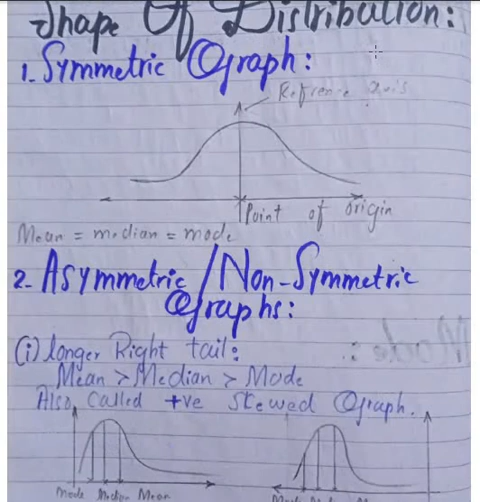 Shape Of Distribution:
1. Symmetric Graph:
Reference axis
Point of origin
Mean = median = mode
2. Asymmetric / Non-Symmetric
Graphs:
(i) longer Right tail:
Mean > Median > Mode
Also, called +ve skewed Graph.
Mode Median Mean
Mode